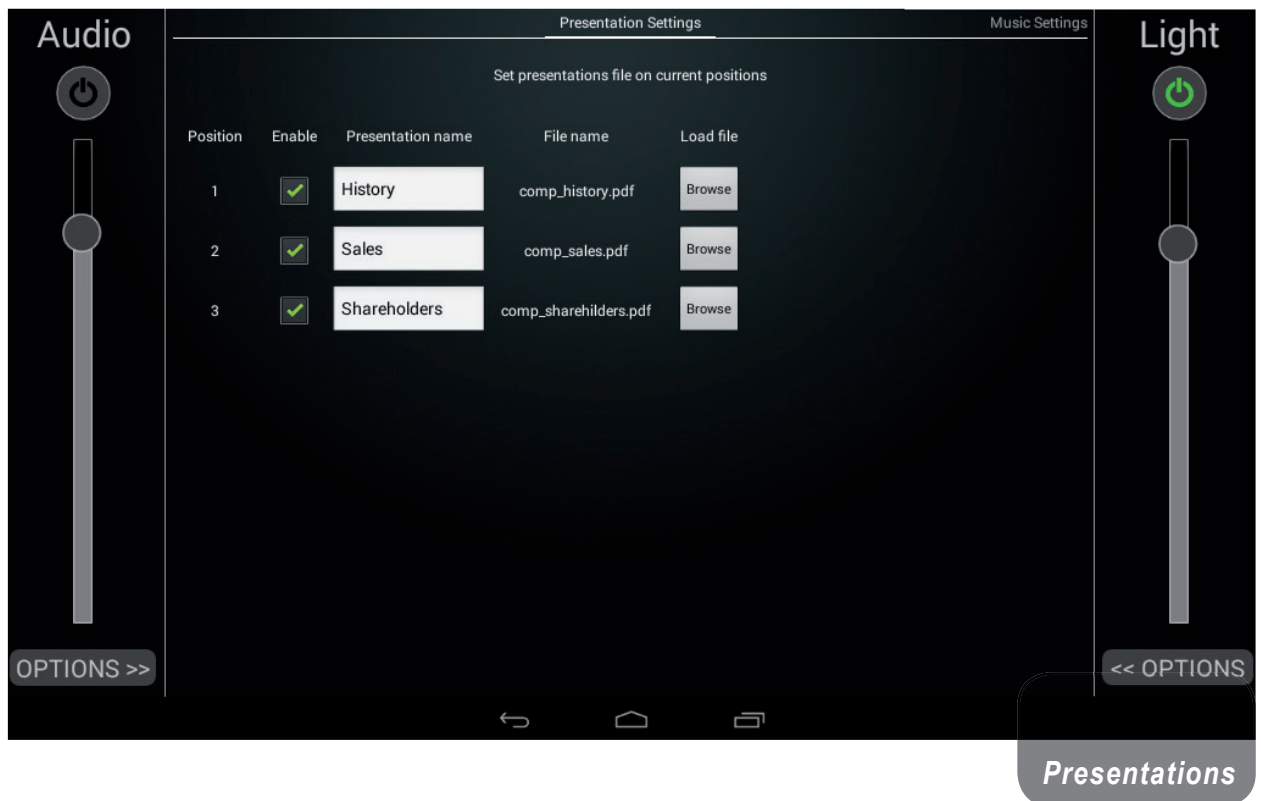 Audio
Presentation Settings
Music Settings
Light
Set presentations file on current positions
Position Enable Presentation name File name Load file
1 History comp_history.pdf Browse
2 Sales comp_sales.pdf Browse
3 Shareholders comp_sharehilders.pdf Browse
OPTIONS >>
<< OPTIONS
Presentations